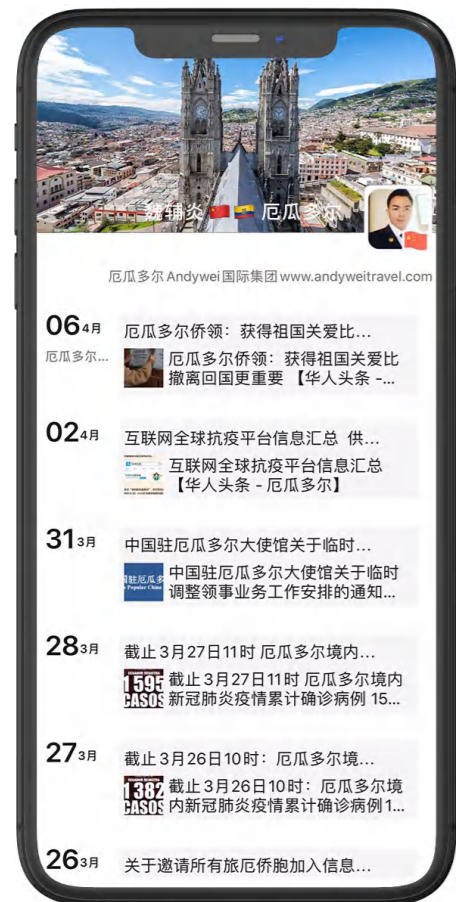 魏辅炎🇨🇳🇪🇨 厄瓜多尔
厄瓜多尔Andywei国际集团www.andyweitravel.com
06 4月 厄瓜多尔侨领：获得祖国关爱比...
厄瓜多尔...
厄瓜多尔侨领：获得祖国关爱比
撤离回国更重要 【华人头条 -...
02 4月 互联网全球抗疫平台信息汇总 供...
互联网全球抗疫平台信息汇总
【华人头条 - 厄瓜多尔】
31 3月 中国驻厄瓜多尔大使馆关于临时...
中国驻厄瓜多尔大使馆关于临时
调整领事业务工作安排的通知...
28 3月 截止3月27日11时 厄瓜多尔境内...
1 595
CASOS
截止3月27日11时 厄瓜多尔境内
新冠肺炎疫情累计确诊病例 15...
27 3月 截止3月26日10时：厄瓜多尔境...
1 382
CASOS
截止3月26日10时：厄瓜多尔境
内新冠肺炎疫情累计确诊病例1...
26 3月 关于邀请所有旅厄侨胞加入信息...